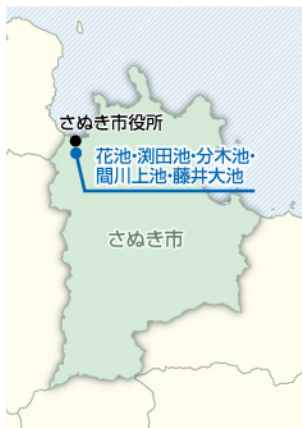 さぬき市役所
花池・渕田池・分木池・
間川上池・藤井大池
さぬき市